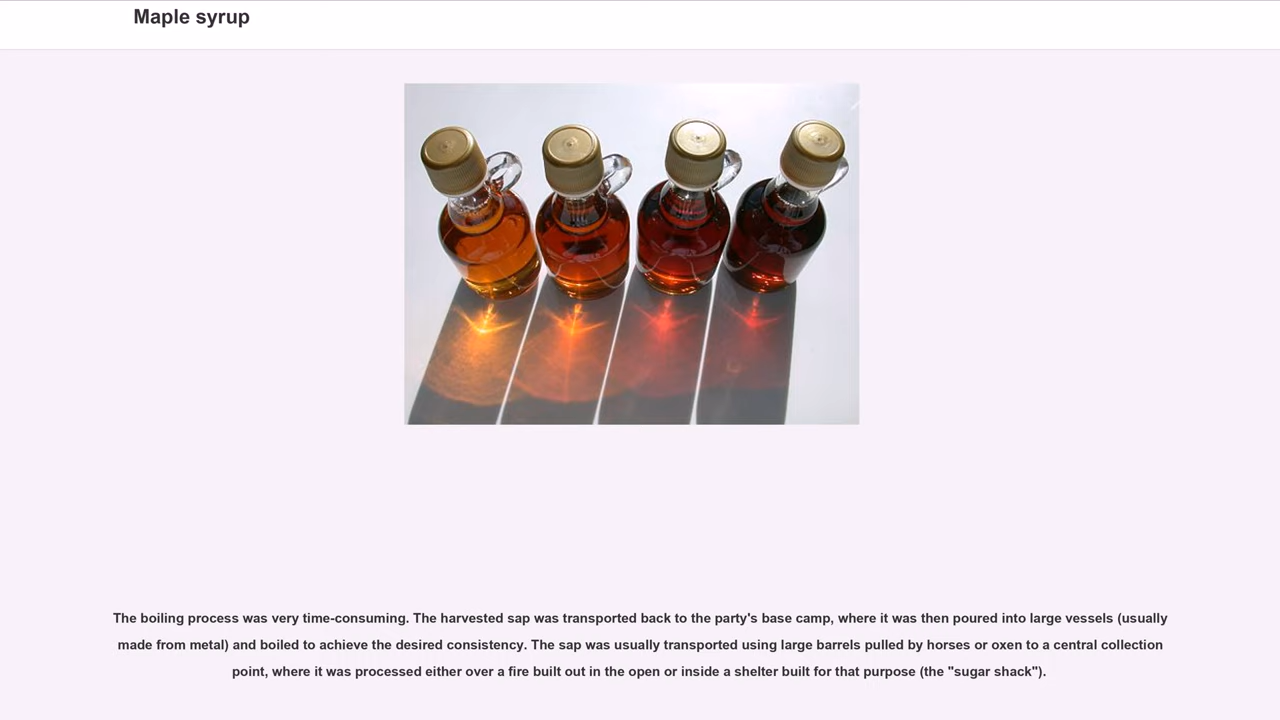 Maple syrup
The boiling process was very time-consuming. The harvested sap was transported back to the party's base camp, where it was then poured into large vessels (usually
made from metal) and boiled to achieve the desired consistency. The sap was usually transported using large barrels pulled by horses or oxen to a central collection
point, where it was processed either over a fire built out in the open or inside a shelter built for that purpose (the "sugar shack").